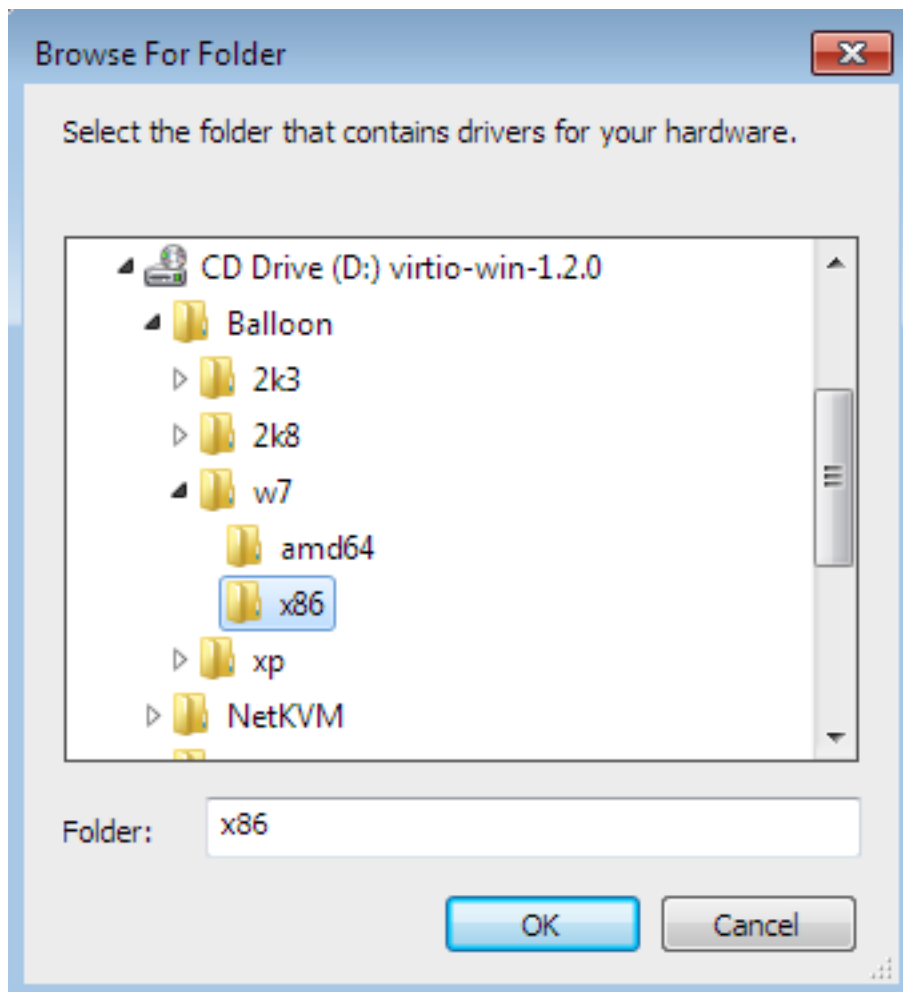 Browse For Folder
Select the folder that contains drivers for your hardware.
CD Drive (D:) virtio-win-1.2.0
Balloon
2k3
2k8
w7
amd64
x86
xp
NetKVM
Folder: x86
OK Cancel